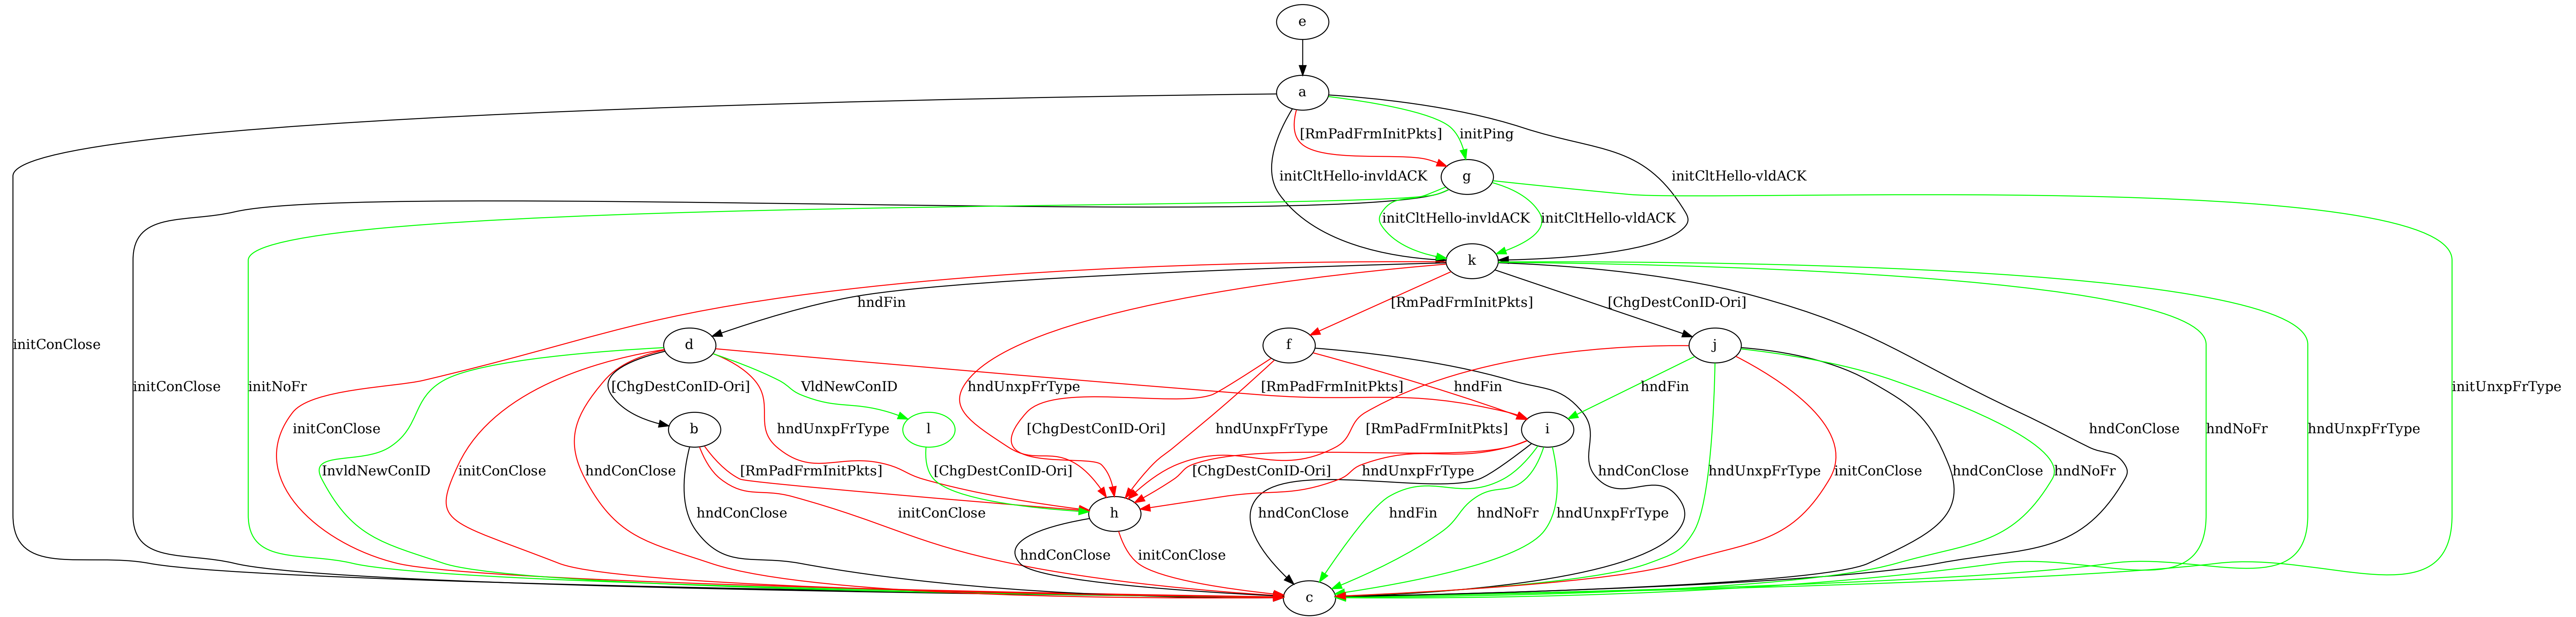 e
a
[RmPadFrmInitPkts] initPing
initCltHello-invldACK g initCltHello-vldACK
initCltHello-invldACK initCltHello-vldACK
k
hndFin [RmPadFrmInitPkts] [ChgDestConID-Ori]
initConClose d f j
initConClose initNoFr [ChgDestConID-Ori] VldNewConID hndUnxpFrType [RmPadFrmInitPkts] hndFin hndFin initUnxpFrType
initConClose b hndUnxpFrType l [ChgDestConID-Ori] hndUnxpFrType [RmPadFrmInitPkts] i hndConClose hndNoFr hndUnxpFrType
InvldNewConID initConClose hndConClose [RmPadFrmInitPkts] [ChgDestConID-Ori] [ChgDestConID-Ori] hndUnxpFrType hndConClose hndUnxpFrType initConClose hndConClose hndNoFr
hndConClose initConClose h hndConClose hndFin hndNoFr hndUnxpFrType
hndConClose initConClose
c